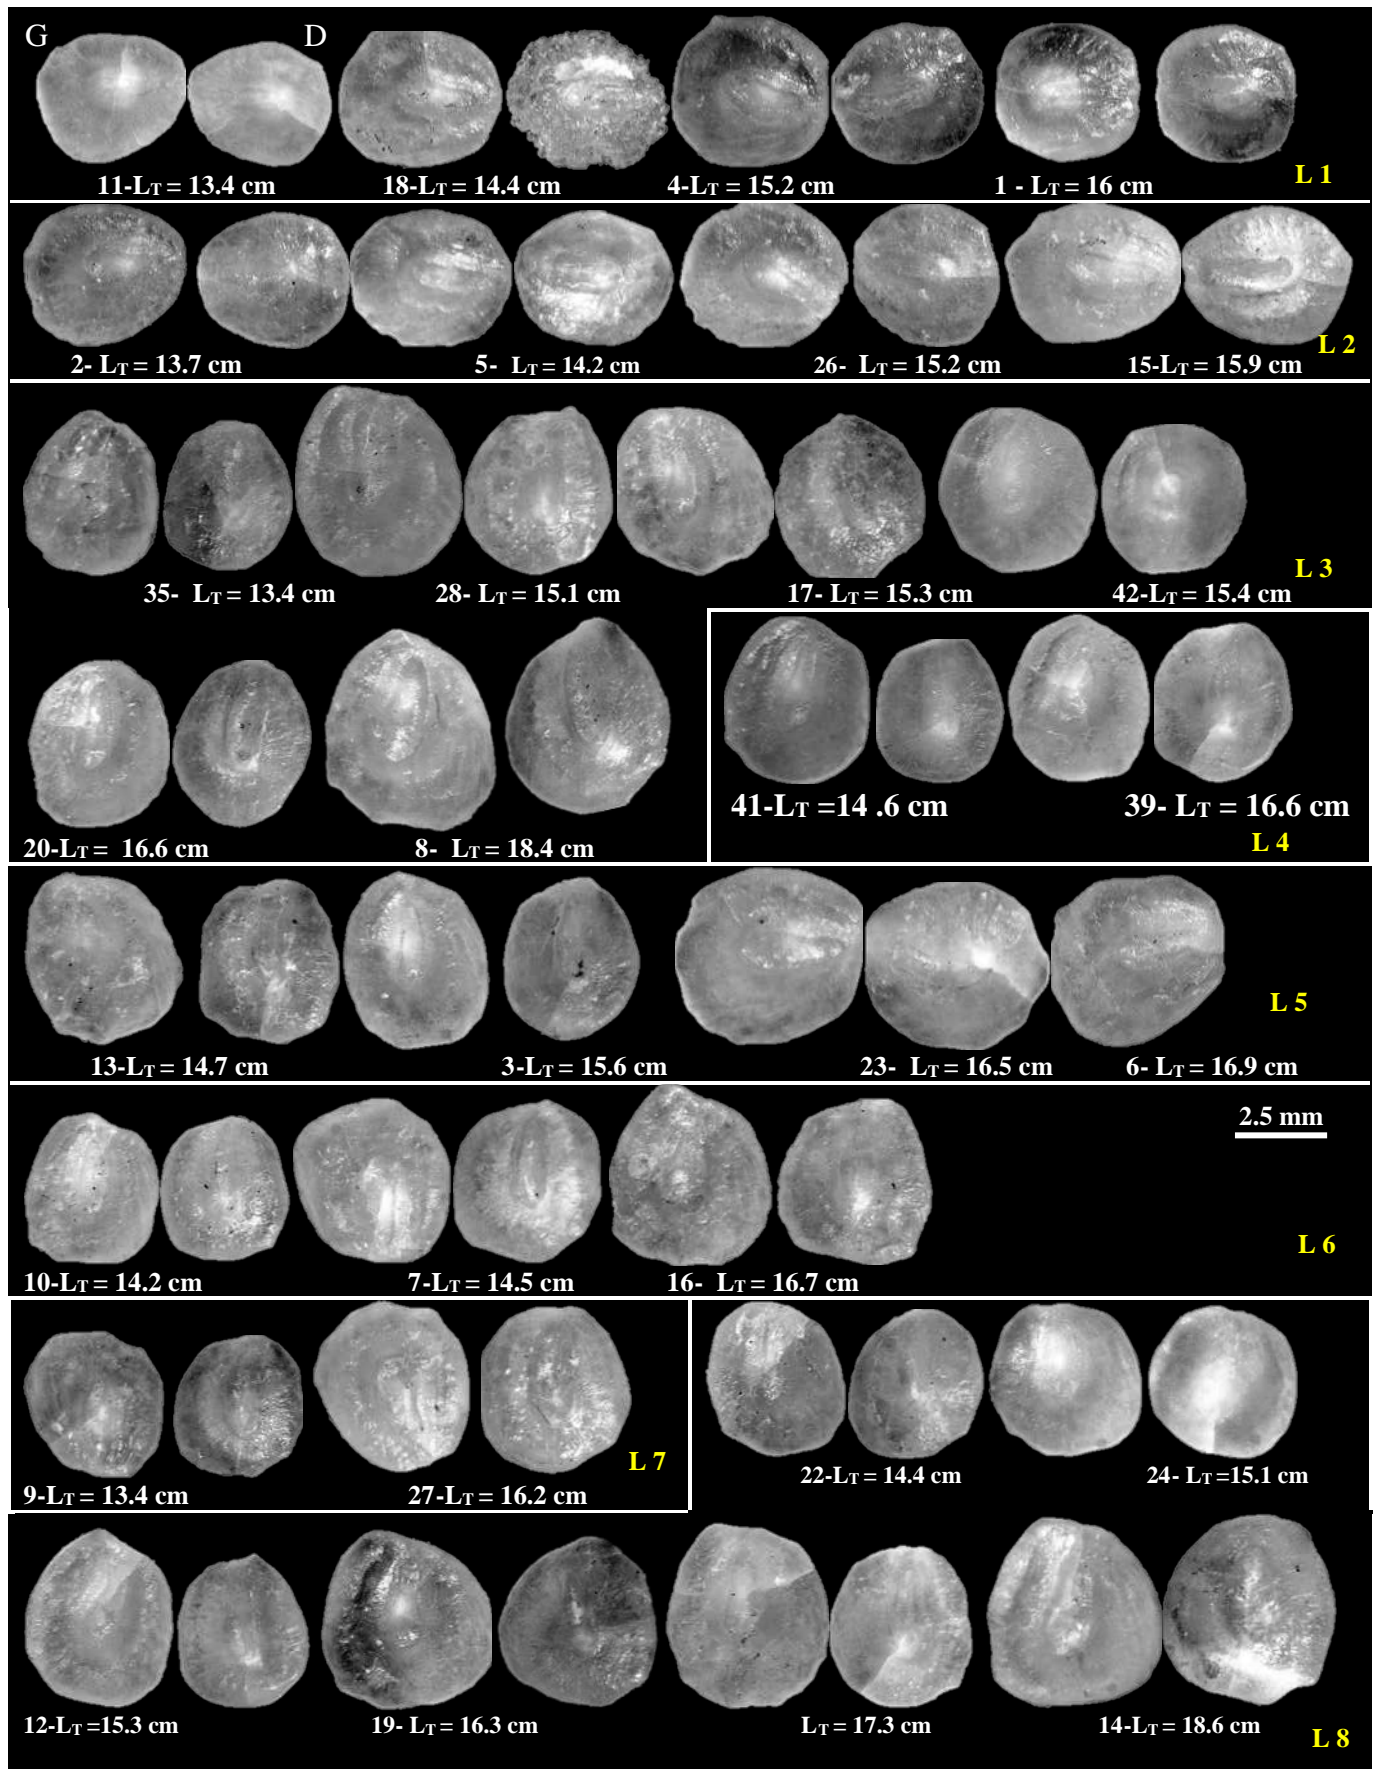 G D
11-LT = 13.4 cm 18-LT = 14.4 cm 4-LT = 15.2 cm 1 - LT = 16 cm L 1
2- LT = 13.7 cm 5- LT = 14.2 cm 26- LT = 15.2 cm 15-LT = 15.9 cm L 2
35- LT = 13.4 cm 28- LT = 15.1 cm 17- LT = 15.3 cm 42-LT = 15.4 cm L 3
20-LT = 16.6 cm 8- LT = 18.4 cm
41-LT =14 .6 cm 39- LT = 16.6 cm
L 4
L 5
13-LT = 14.7 cm 3-LT = 15.6 cm 23- LT = 16.5 cm 6- LT = 16.9 cm
2.5 mm
L 6
10-LT = 14.2 cm 7-LT = 14.5 cm 16- LT = 16.7 cm
L 7
9-LT = 13.4 cm 27-LT = 16.2 cm
22-LT = 14.4 cm 24- LT =15.1 cm
12-LT =15.3 cm 19- LT = 16.3 cm LT = 17.3 cm 14-LT = 18.6 cm
L 8